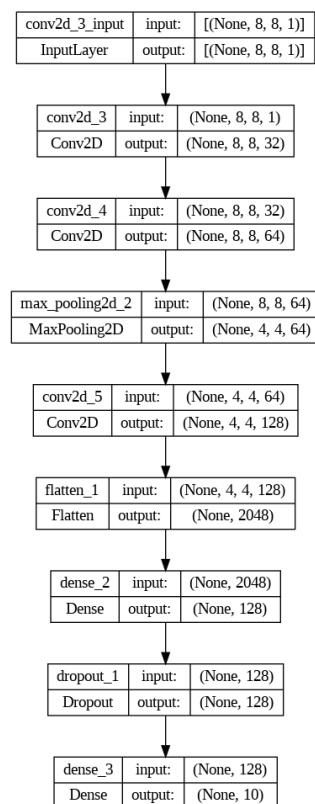 conv2d_3_input input: [(None, 8, 8, 1)]
InputLayer output: [(None, 8, 8, 1)]
conv2d_3 input: (None, 8, 8, 1)
Conv2D output: (None, 8, 8, 32)
conv2d_4 input: (None, 8, 8, 32)
Conv2D output: (None, 8, 8, 64)
max_pooling2d_2 input: (None, 8, 8, 64)
MaxPooling2D output: (None, 4, 4, 64)
conv2d_5 input: (None, 4, 4, 64)
Conv2D output: (None, 4, 4, 128)
flatten_1 input: (None, 4, 4, 128)
Flatten output: (None, 2048)
dense_2 input: (None, 2048)
Dense output: (None, 128)
dropout_1 input: (None, 128)
Dropout output: (None, 128)
dense_3 input: (None, 128)
Dense output: (None, 10)